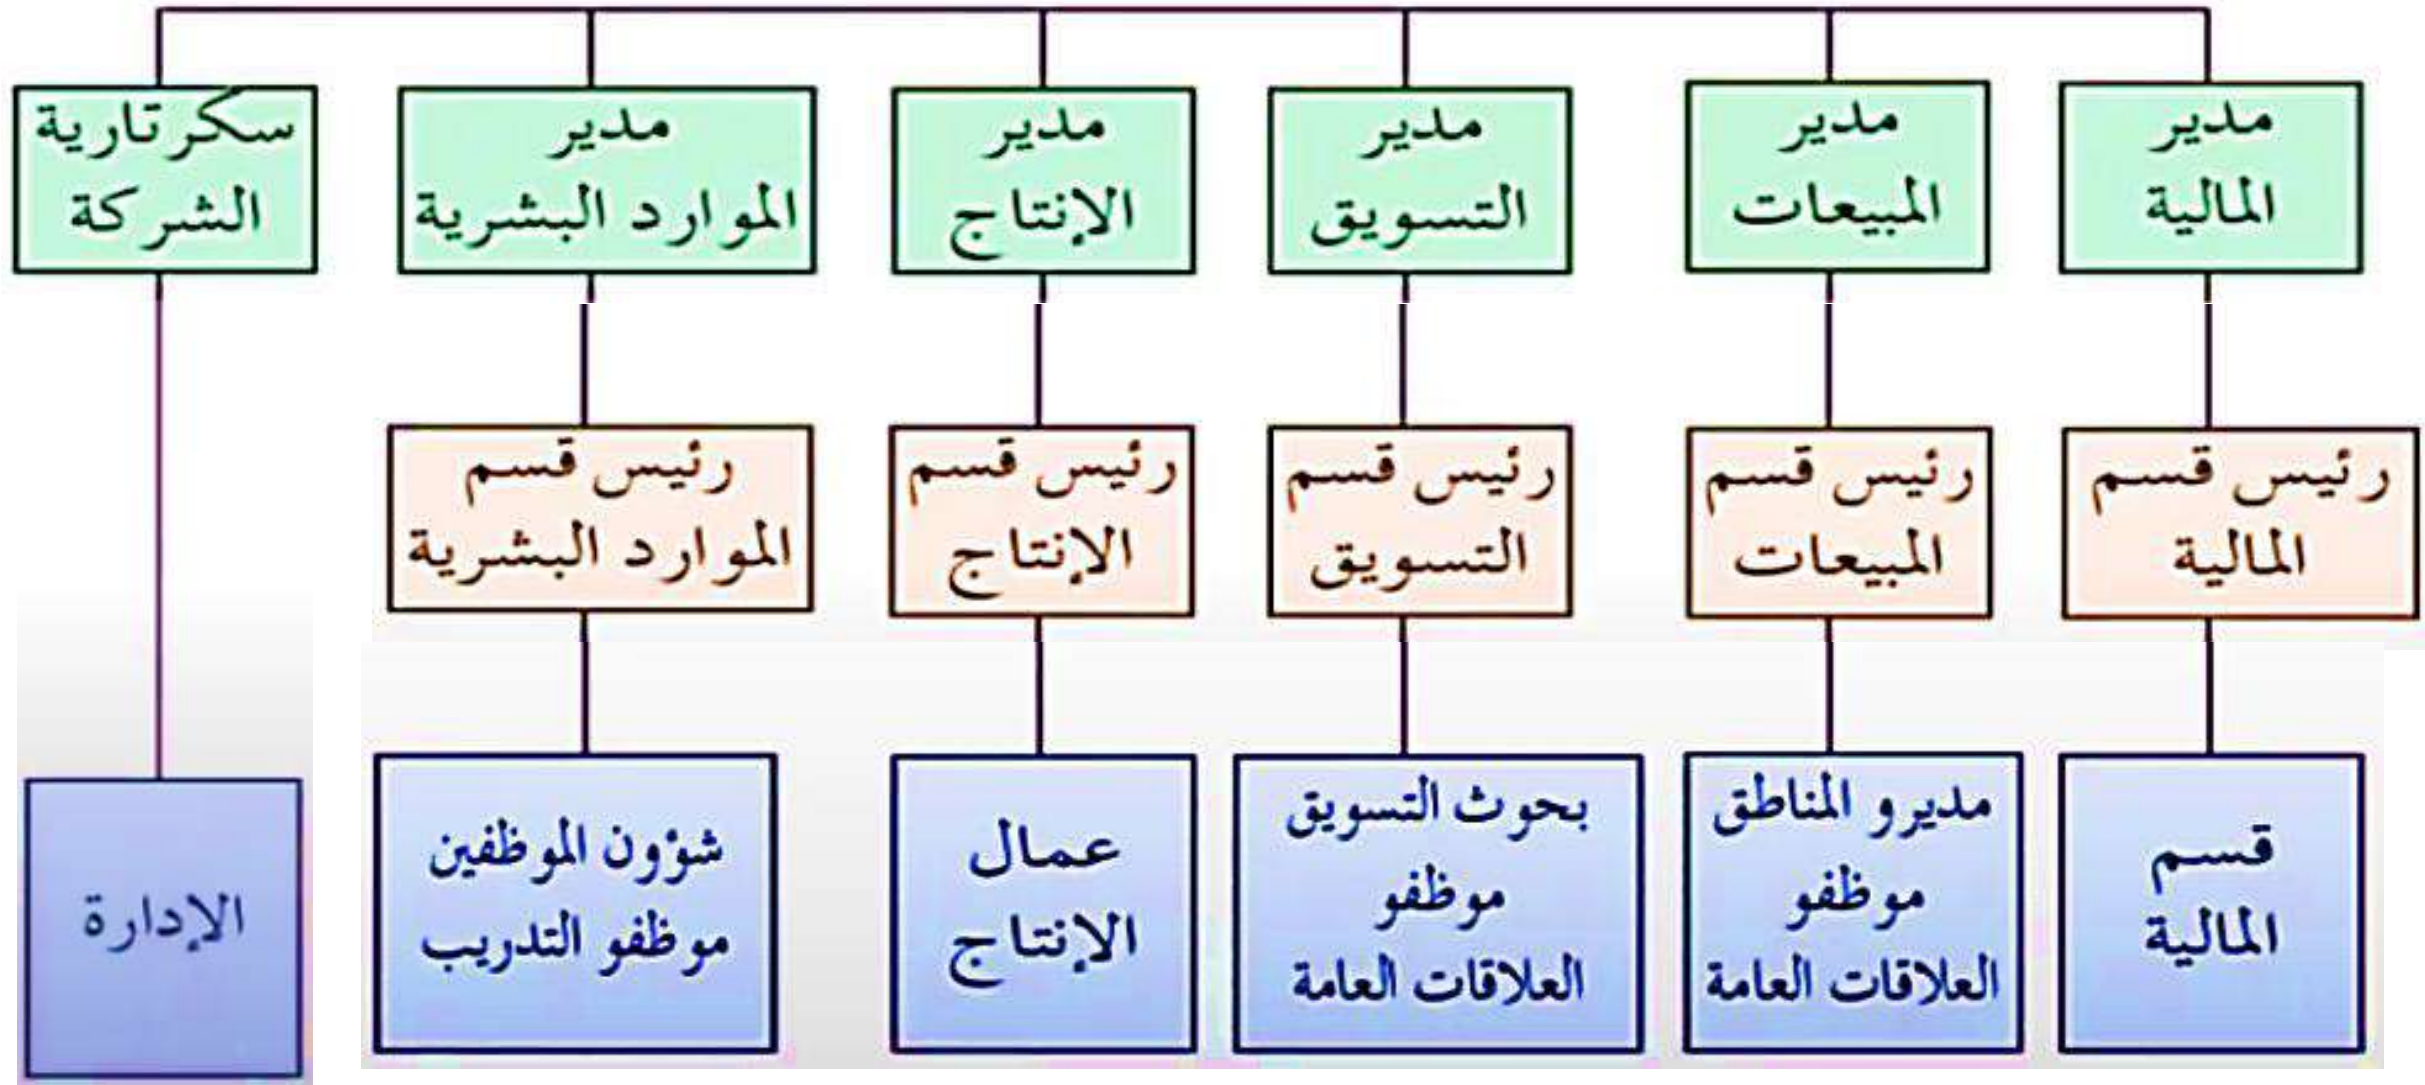 مدير
المالية
مدير
المبيعات
مدير
التسويق
مدير
الإنتاج
مدير
الموارد البشرية
سكرتارية
الشركة
رئيس قسم
المالية
رئيس قسم
المبيعات
رئيس قسم
التسويق
رئيس قسم
الإنتاج
رئيس قسم
الموارد البشرية
قسم
المالية
مديرو المناطق
موظفو
العلاقات العامة
بحوث التسويق
موظفو
العلاقات العامة
عمال
الإنتاج
شؤون الموظفين
موظفو التدريب
الإدارة